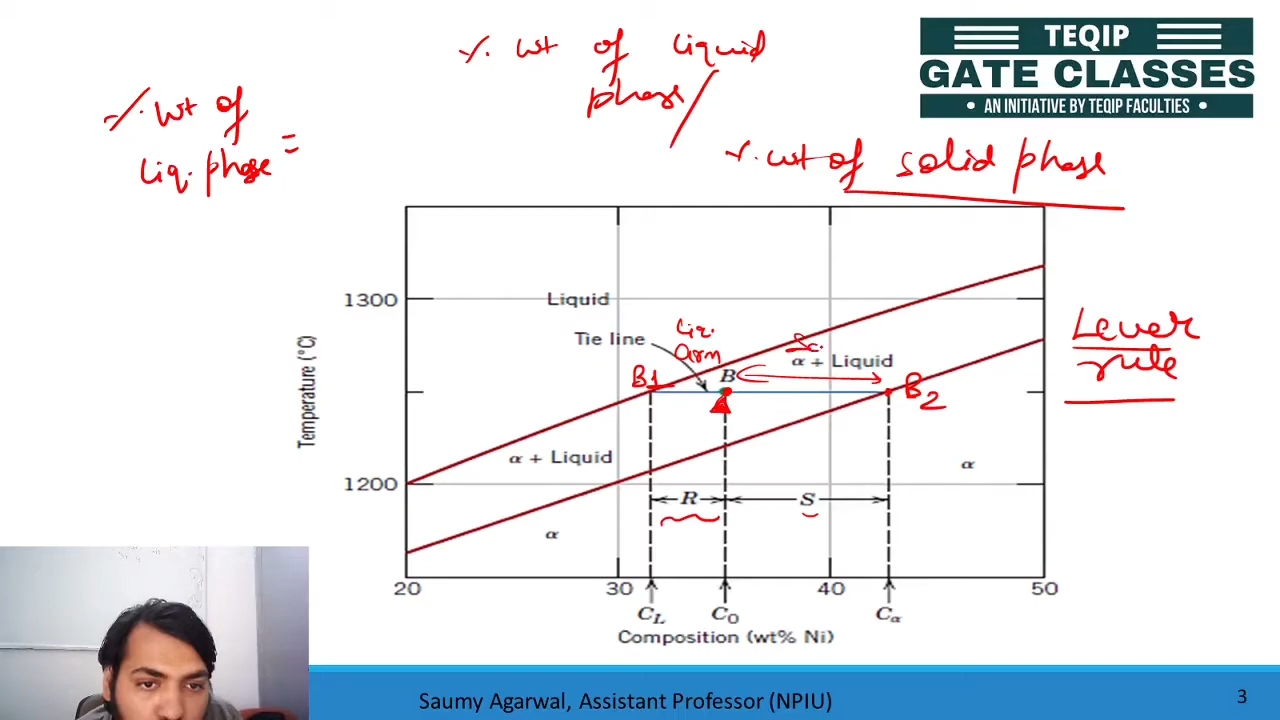 %. wt of liquid
phase/
%. wt of solid phase
%. wt of
Liq. phase =
TEQIP
GATE CLASSES
• AN INITIATIVE BY TEQIP FACULTIES •
1300
Liquid
Liq.
Arm
Tie line
α + Liquid
B1
B
B2
Lever
rule
Temperature (°C)
α + Liquid
α
1200
R
S
α
20
30
40
50
CL
C0
Cα
Composition (wt% Ni)
Saumy Agarwal, Assistant Professor (NPIU)
3